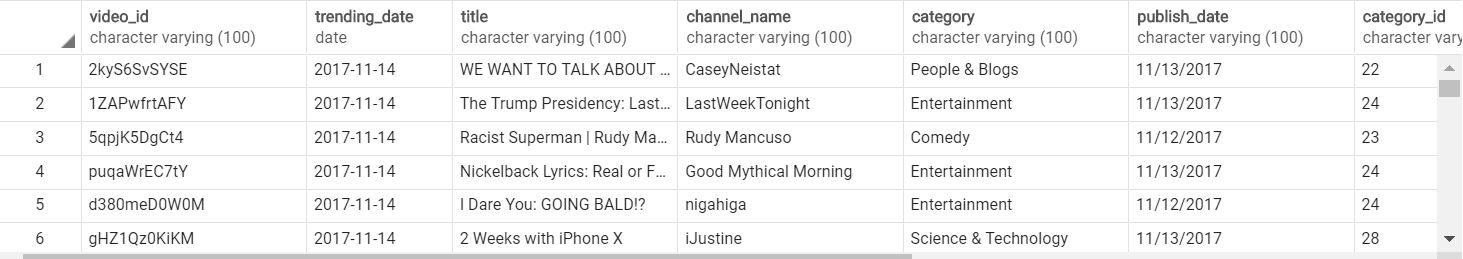 video_id trending_date title channel_name category publish_date category_id
character varying (100) date character varying (100) character varying (100) character varying (100) character varying (100) character vary
1 2kyS6SvSYSE 2017-11-14 WE WANT TO TALK ABOUT ... CaseyNeistat People & Blogs 11/13/2017 22
2 1ZAPwfrtAFY 2017-11-14 The Trump Presidency: Last... LastWeekTonight Entertainment 11/13/2017 24
3 5qpjK5DgCt4 2017-11-14 Racist Superman | Rudy Ma... Rudy Mancuso Comedy 11/12/2017 23
4 puqaWrEC7tY 2017-11-14 Nickelback Lyrics: Real or F... Good Mythical Morning Entertainment 11/13/2017 24
5 d380meD0W0M 2017-11-14 I Dare You: GOING BALD!? nigahiga Entertainment 11/12/2017 24
6 gHZ1Qz0KiKM 2017-11-14 2 Weeks with iPhone X iJustine Science & Technology 11/13/2017 28